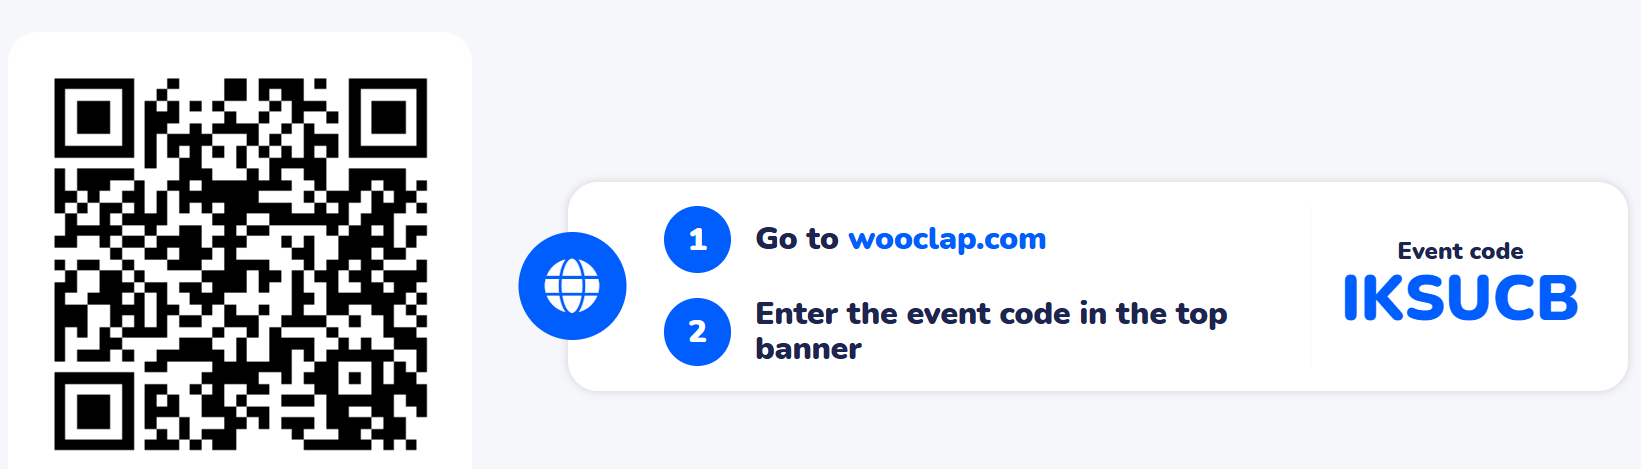 1 Go to wooclap.com
2 Enter the event code in the top
banner
Event code
IKSUCB